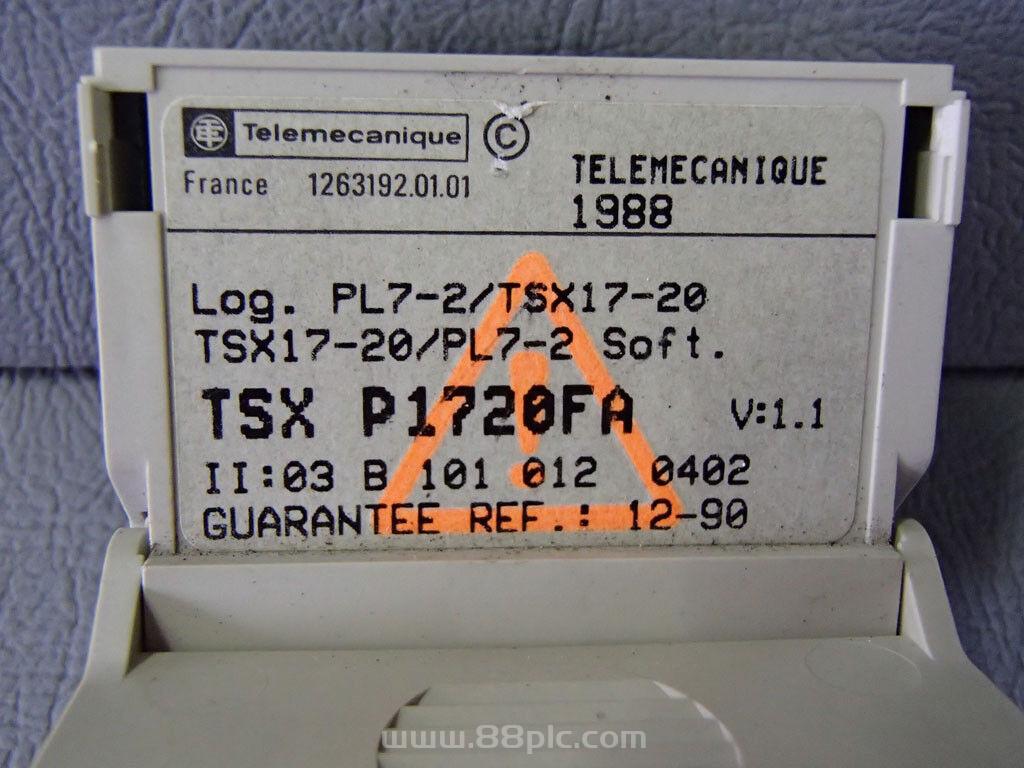 Telemecanique ©
France 1263192.01.01
TELEMECANIQUE
1988
Log. PL7-2/TSX17-20
TSX17-20/PL7-2 Soft.
TSX P1720FA V:1.1
II:03 B 101 012 0402
GUARANTEE REF.: 12-90
www.88plc.com